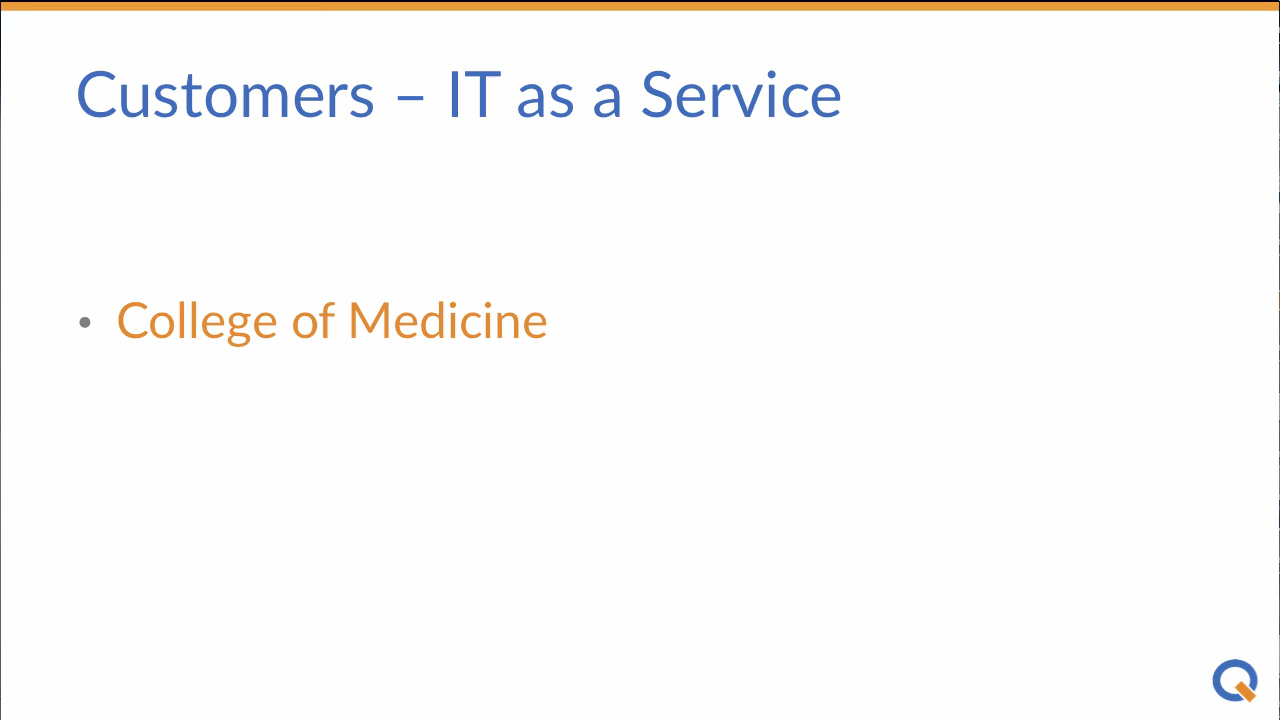 Customers – IT as a Service
• College of Medicine